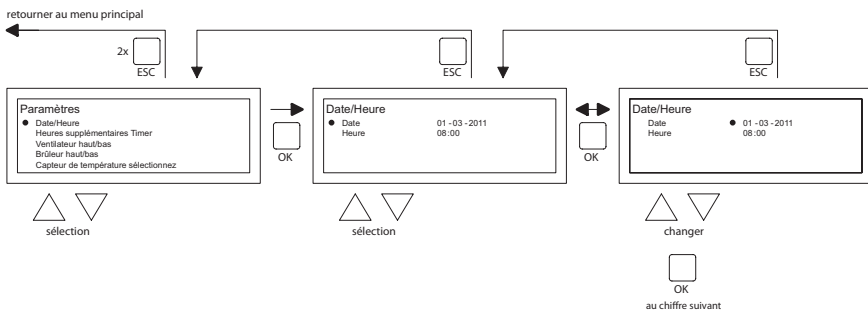 retourner au menu principal
2x
ESC
ESC
ESC
Paramètres
● Date/Heure
Heures supplémentaires Timer
Ventilateur haut/bas
Brûleur haut/bas
Capteur de température sélectionnez
OK
Date/Heure
● Date 01-03-2011
Heure 08:00
OK
Date/Heure
Date ● 01-03-2011
Heure 08:00
sélection
sélection
changer
OK
au chiffre suivant